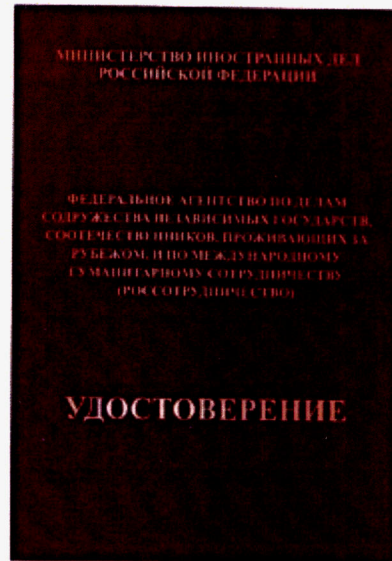 МИНИСТЕРСТВО ИНОСТРАННЫХ ДЕЛ
РОССИЙСКОЙ ФЕДЕРАЦИИ
ФЕДЕРАЛЬНОЕ АГЕНТСТВО ПО ДЕЛАМ
СОДРУЖЕСТВА НЕЗАВИСИМЫХ ГОСУДАРСТВ,
СООТЕЧЕСТВЕННИКОВ, ПРОЖИВАЮЩИХ ЗА
РУБЕЖОМ, И ПО МЕЖДУНАРОДНОМУ
ГУМАНИТАРНОМУ СОТРУДНИЧЕСТВУ
(РОССОТРУДНИЧЕСТВО)
УДОСТОВЕРЕНИЕ